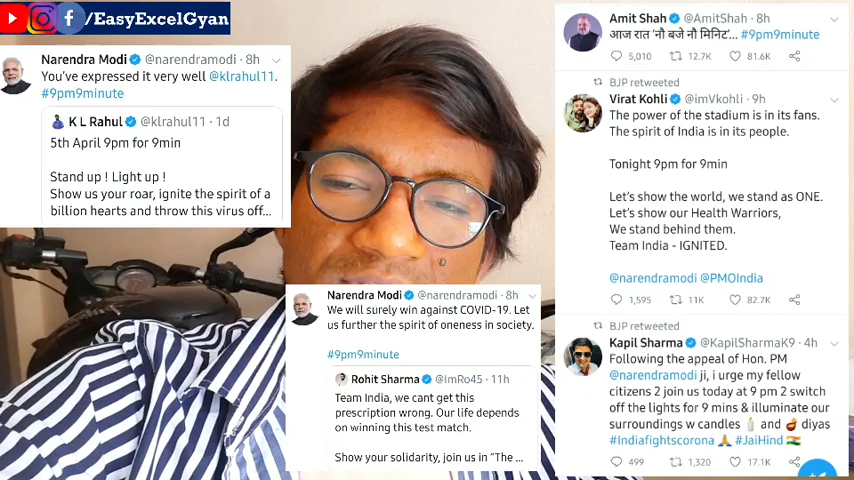 /EasyExcelGyan
Narendra Modi @narendramodi · 8h
You've expressed it very well @klrahul11.
#9pm9minute
K L Rahul @klrahul11 · 1d
5th April 9pm for 9min
Stand up ! Light up !
Show us your roar, ignite the spirit of a
billion hearts and throw this virus off...
Narendra Modi @narendramodi · 8h
We will surely win against COVID-19. Let
us further the spirit of oneness in society.
#9pm9minute
Rohit Sharma @ImRo45 · 11h
Team India, we cant get this
prescription wrong. Our life depends
on winning this test match.
Show your solidarity, join us in "The ...
Amit Shah @AmitShah · 8h
आज रात 'नौ बजे नौ मिनिट'... #9pm9minute
5,010 12.7K 81.6K
BJP retweeted
Virat Kohli @imVkohli · 9h
The power of the stadium is in its fans.
The spirit of India is in its people.
Tonight 9pm for 9min
Let's show the world, we stand as ONE.
Let's show our Health Warriors,
We stand behind them.
Team India - IGNITED.
@narendramodi @PMOIndia
1,595 11K 82.7K
BJP retweeted
Kapil Sharma @KapilSharmaK9 · 4h
Following the appeal of Hon. PM
@narendramodi ji, i urge my fellow
citizens 2 join us today at 9 pm 2 switch
off the lights for 9 mins & illuminate our
surroundings w candles 🕯️ and 🪔 diyas
#Indiafightscorona 🙏 #JaiHind 🇮🇳
499 1,320 17.1K